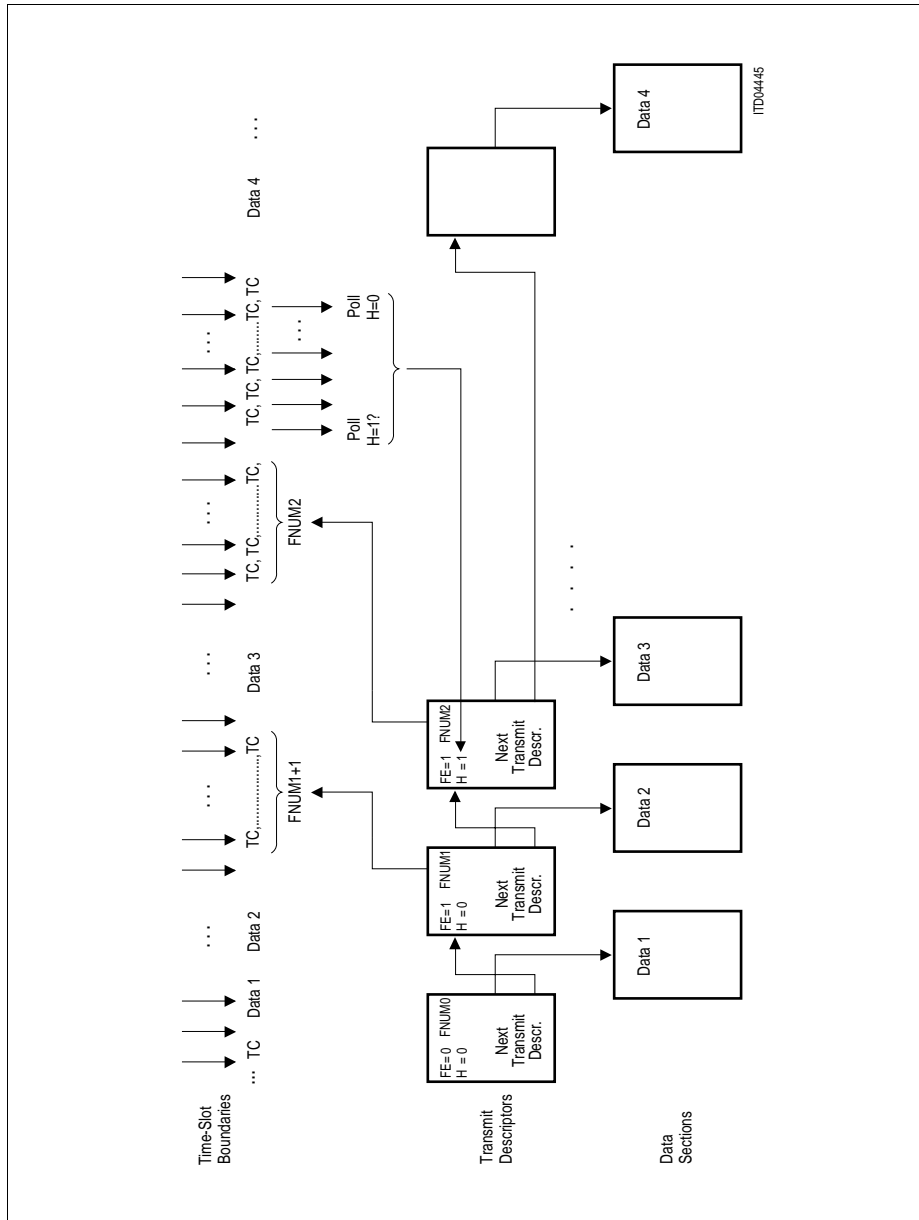 Time-Slot
Boundaries
... TC
Data 1
...
Data 2
...
TC,...................,TC
...
Data 3
...
TC, TC,...............TC,
...
TC, TC, TC, TC,........TC, TC
...
Data 4
...
FNUM1+1
FNUM2
Poll
H=1?
...
Poll
H=0
Transmit
Descriptors
FE=0 FNUM0
H = 0
Next
Transmit
Descr.
FE=1 FNUM1
H = 0
Next
Transmit
Descr.
FE=1 FNUM2
H = 1
Next
Transmit
Descr.
. . . .
Data
Sections
Data 1
Data 2
Data 3
Data 4
ITD04445